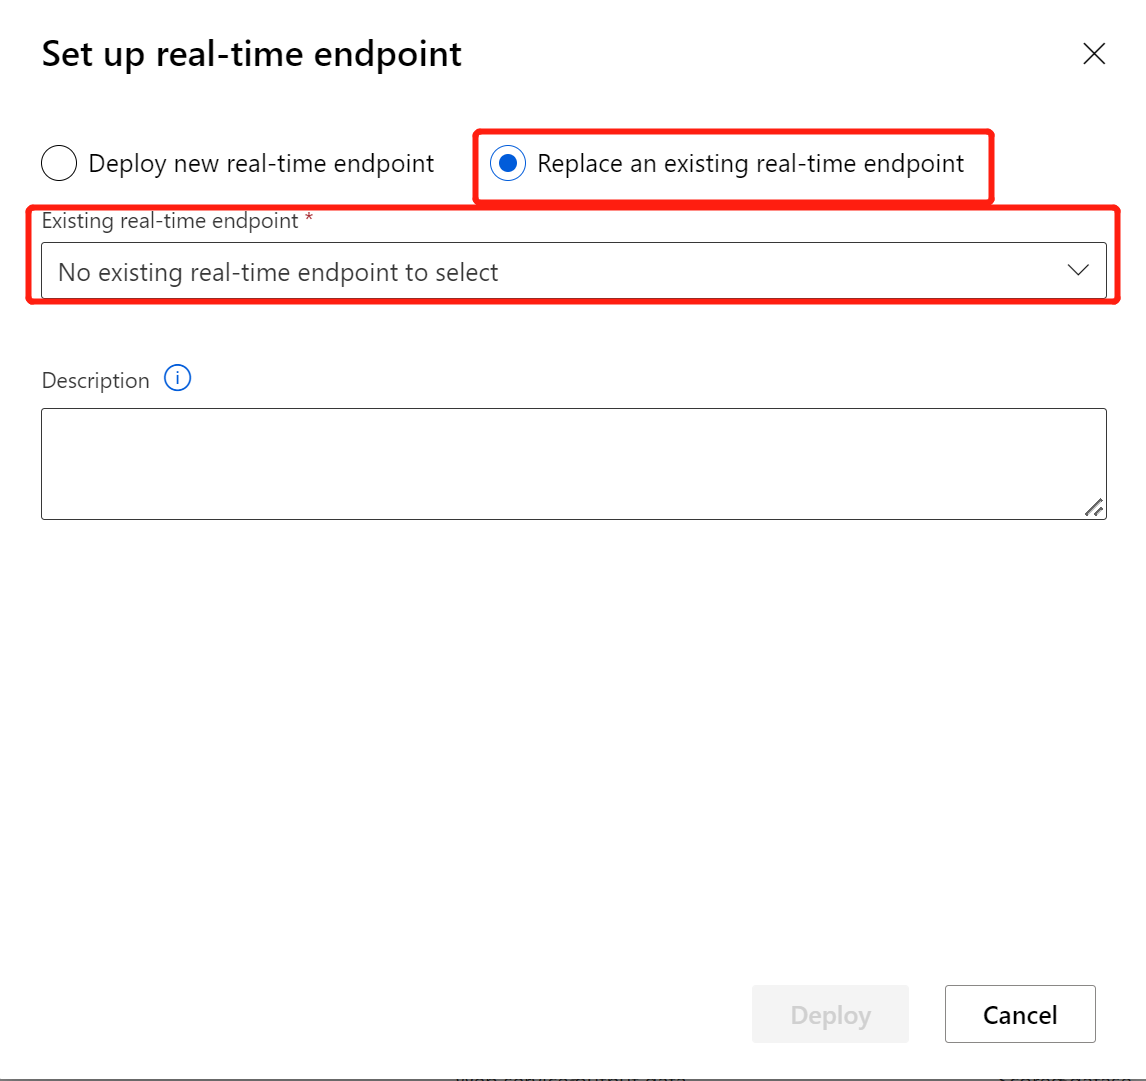 Set up real-time endpoint
Deploy new real-time endpoint
Replace an existing real-time endpoint
Existing real-time endpoint *
No existing real-time endpoint to select
Description
Deploy
Cancel